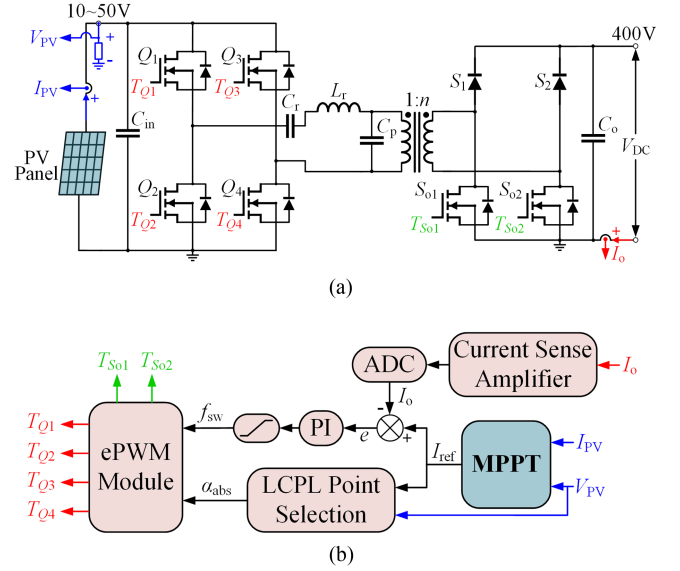 10~50V
V_PV
+
-
I_PV
+
PV
Panel
C_in
Q_1
T_Q1
Q_3
T_Q3
Q_2
T_Q2
Q_4
T_Q4
C_r
L_r
C_p
1:n
S_1
S_2
S_o1
T_So1
S_o2
T_So2
C_o
400V
V_DC
+
I_o
(a)
T_So1
T_So2
ADC
Current Sense
Amplifier
I_o
I_o
-
T_Q1
T_Q2
T_Q3
T_Q4
ePWM
Module
f_sw
PI
e
+
I_ref
MPPT
I_PV
V_PV
α_abs
LCPL Point
Selection
(b)